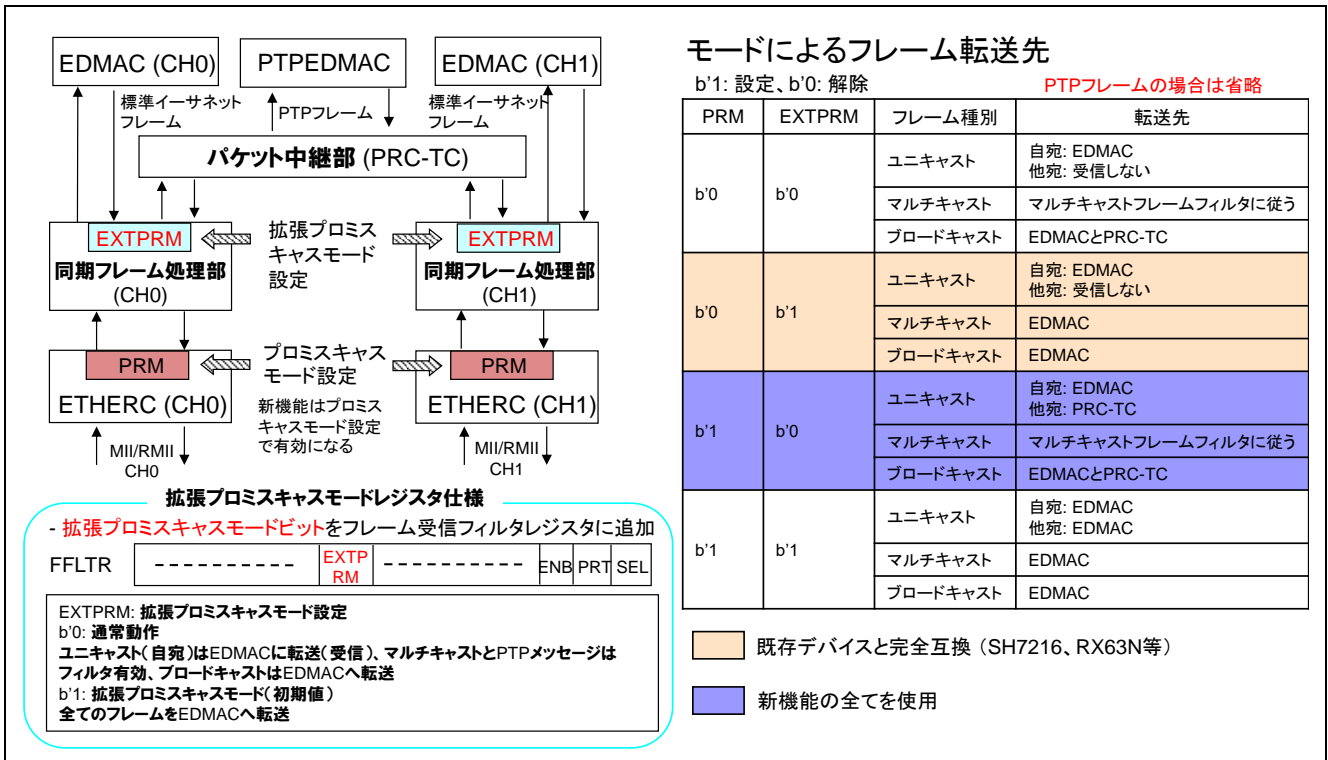 EDMAC (CH0)
PTPEDMAC
EDMAC (CH1)
標準イーサネット
フレーム
PTPフレーム
標準イーサネット
フレーム
パケット中継部 (PRC-TC)
EXTPRM
拡張プロミス
キャスモード
設定
EXTPRM
同期フレーム処理部
(CH0)
同期フレーム処理部
(CH1)
PRM
プロミスキャス
モード設定
PRM
ETHERC (CH0)
新機能はプロミス
キャスモード設定
で有効になる
ETHERC (CH1)
MII/RMII
CH0
MII/RMII
CH1
拡張プロミスキャスモードレジスタ仕様
- 拡張プロミスキャスモードビットをフレーム受信フィルタレジスタに追加
FFLTR ---------- EXTP
RM ---------- ENB PRT SEL
EXTPRM: 拡張プロミスキャスモード設定
b'0: 通常動作
ユニキャスト(自宛)はEDMACに転送(受信)、マルチキャストとPTPメッセージは
フィルタ有効、ブロードキャストはEDMACへ転送
b'1: 拡張プロミスキャスモード(初期値)
全てのフレームをEDMACへ転送
モードによるフレーム転送先
b'1: 設定、b'0: 解除
PTPフレームの場合は省略
PRM EXTPRM フレーム種別 転送先
b'0 b'0 ユニキャスト 自宛: EDMAC
他宛: 受信しない
マルチキャスト マルチキャストフレームフィルタに従う
ブロードキャスト EDMACとPRC-TC
b'0 b'1 ユニキャスト 自宛: EDMAC
他宛: 受信しない
マルチキャスト EDMAC
ブロードキャスト EDMAC
b'1 b'0 ユニキャスト 自宛: EDMAC
他宛: PRC-TC
マルチキャスト マルチキャストフレームフィルタに従う
ブロードキャスト EDMACとPRC-TC
b'1 b'1 ユニキャスト 自宛: EDMAC
他宛: EDMAC
マルチキャスト EDMAC
ブロードキャスト EDMAC
既存デバイスと完全互換 (SH7216、RX63N等)
新機能の全てを使用